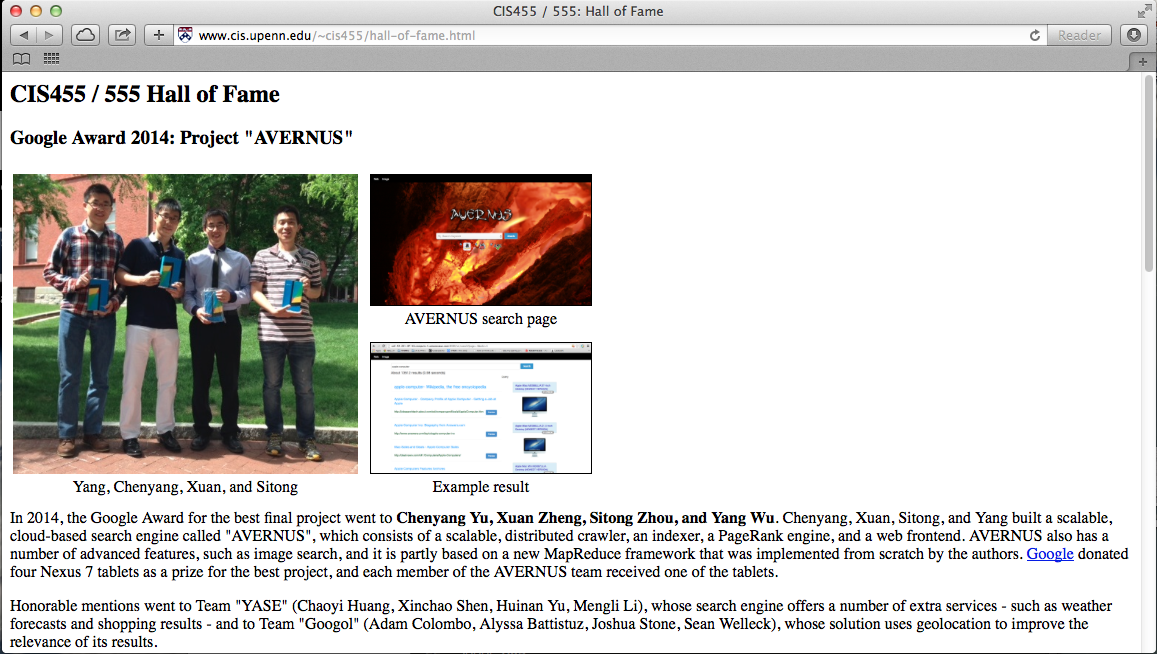 CIS455 / 555: Hall of Fame
www.cis.upenn.edu/~cis455/hall-of-fame.html
Reader
CIS455 / 555 Hall of Fame
Google Award 2014: Project "AVERNUS"
AVERNUS
AVERNUS search page
Yang, Chenyang, Xuan, and Sitong
Example result
In 2014, the Google Award for the best final project went to Chenyang Yu, Xuan Zheng, Sitong Zhou, and Yang Wu. Chenyang, Xuan, Sitong, and Yang built a scalable,
cloud-based search engine called "AVERNUS", which consists of a scalable, distributed crawler, an indexer, a PageRank engine, and a web frontend. AVERNUS also has a
number of advanced features, such as image search, and it is partly based on a new MapReduce framework that was implemented from scratch by the authors. Google donated
four Nexus 7 tablets as a prize for the best project, and each member of the AVERNUS team received one of the tablets.
Honorable mentions went to Team "YASE" (Chaoyi Huang, Xinchao Shen, Huinan Yu, Mengli Li), whose search engine offers a number of extra services - such as weather
forecasts and shopping results - and to Team "Googol" (Adam Colombo, Alyssa Battistuz, Joshua Stone, Sean Welleck), whose solution uses geolocation to improve the
relevance of its results.